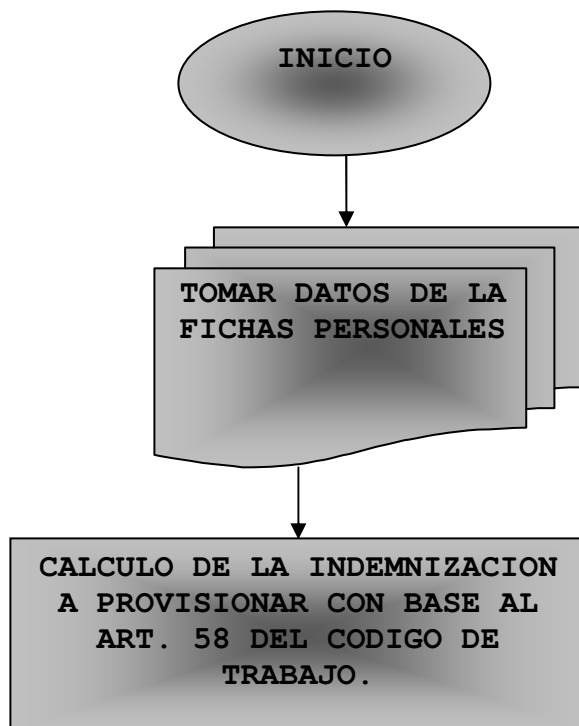 INICIO
TOMAR DATOS DE LA
FICHAS PERSONALES
CALCULO DE LA INDEMNIZACION
A PROVISIONAR CON BASE AL
ART. 58 DEL CODIGO DE
TRABAJO.